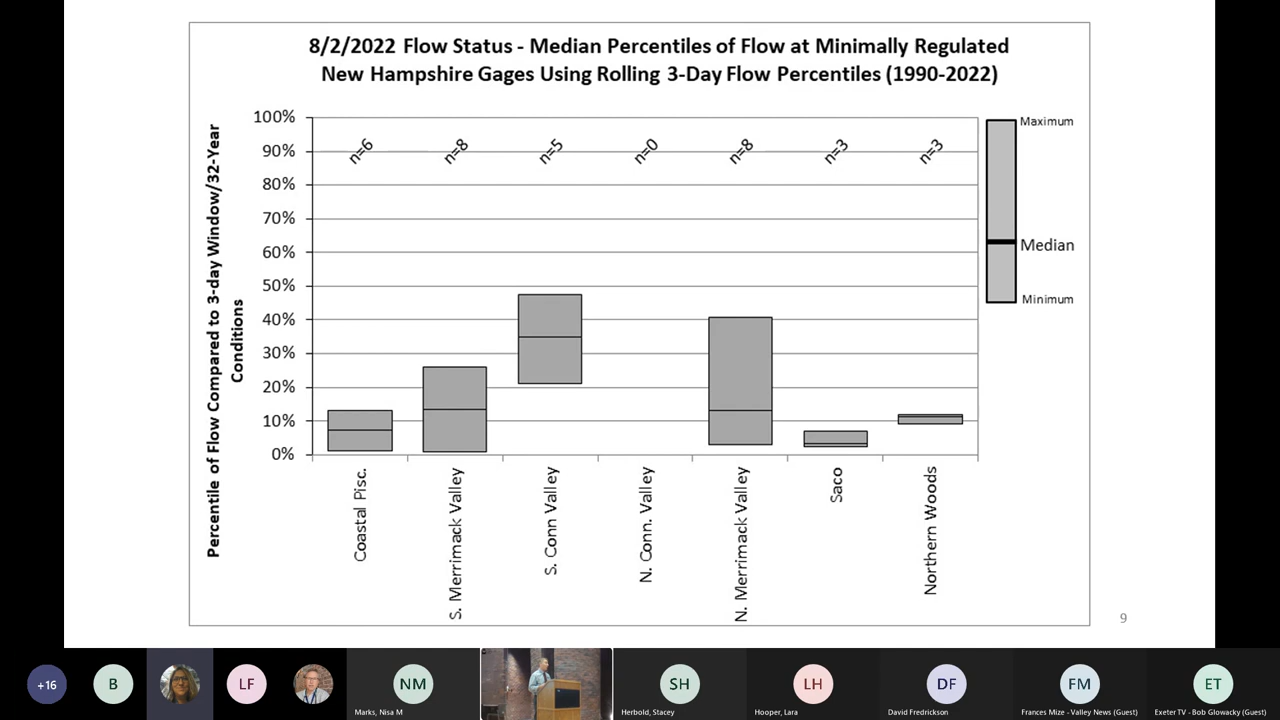 8/2/2022 Flow Status - Median Percentiles of Flow at Minimally Regulated
New Hampshire Gages Using Rolling 3-Day Flow Percentiles (1990-2022)
Percentile of Flow Compared to 3-day Window/32-Year
Conditions
100%
90%
80%
70%
60%
50%
40%
30%
20%
10%
0%
n=6
n=8
n=5
n=0
n=8
n=3
n=3
Maximum
Median
Minimum
Coastal Pisc.
S. Merrimack Valley
S. Conn Valley
N. Conn. Valley
N. Merrimack Valley
Saco
Northern Woods
9
+16
B
LF
NM
Marks, Nisa M
SH
Herbold, Stacey
LH
Hooper, Lara
DF
David Fredrickson
FM
Frances Mize - Valley News (Guest)
ET
Exeter TV - Bob Glowacky (Guest)